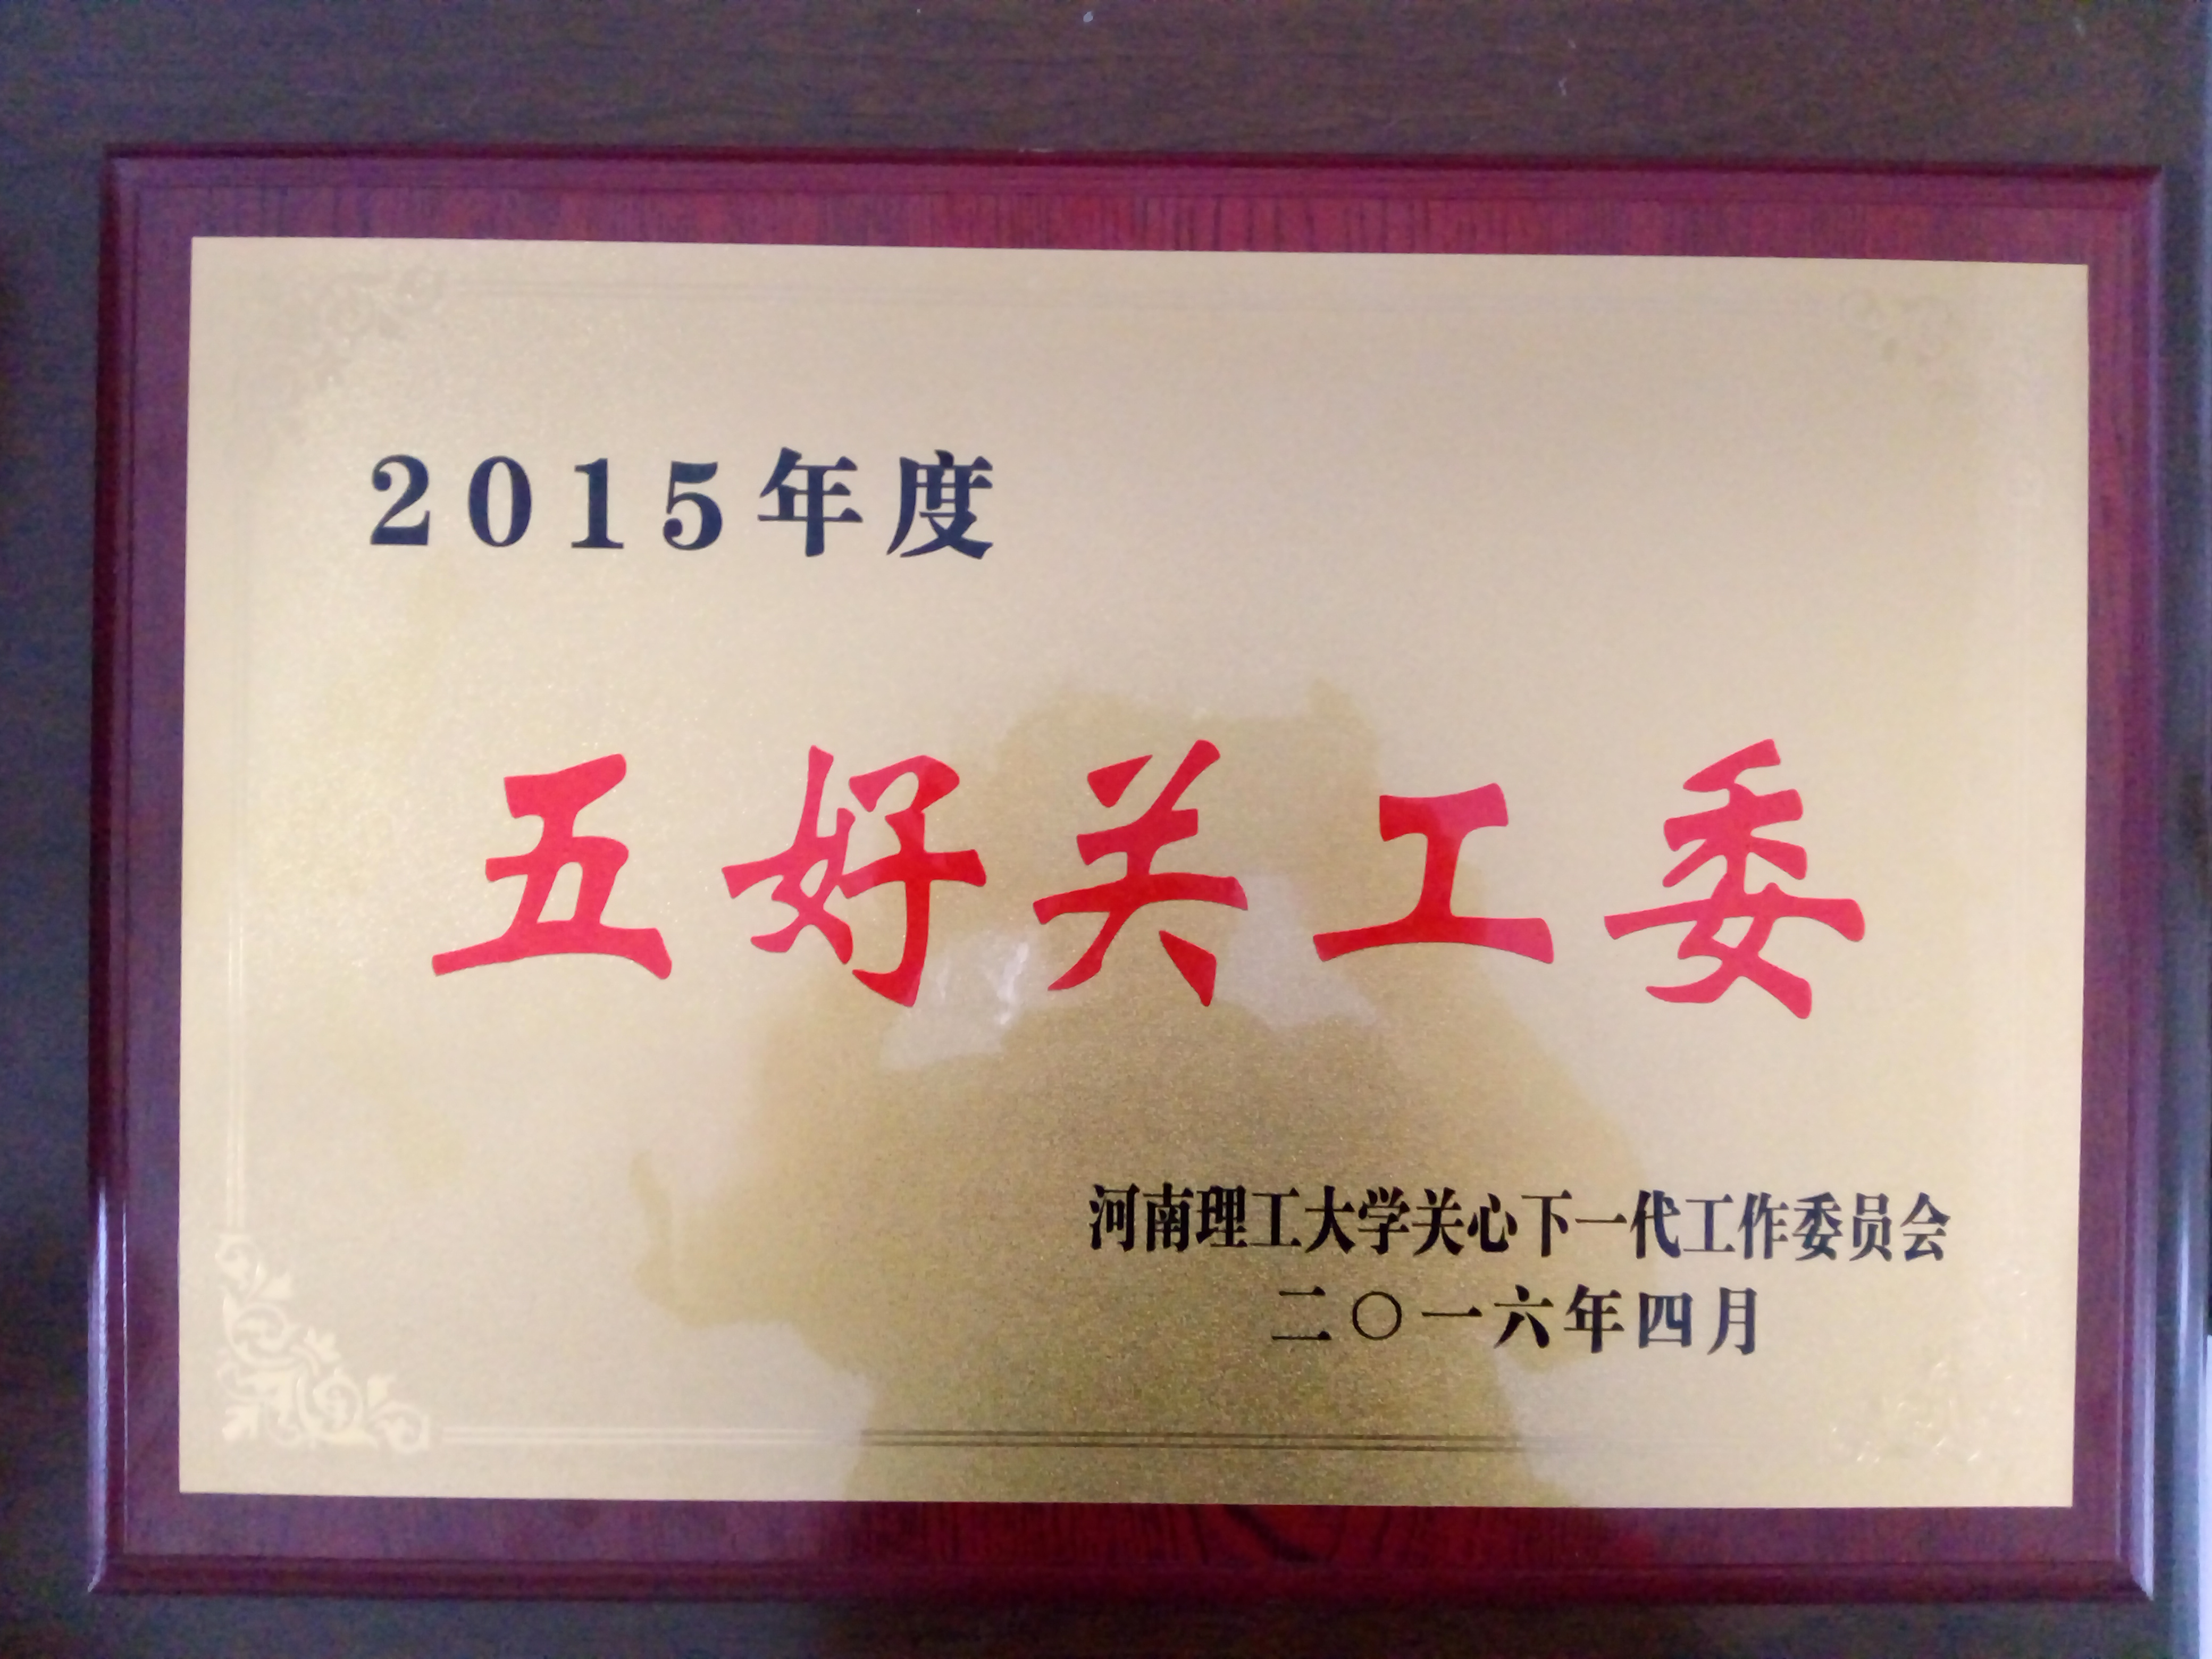 2015年度
五好关工委
河南理工大学关心下一代工作委员会
二〇一六年四月